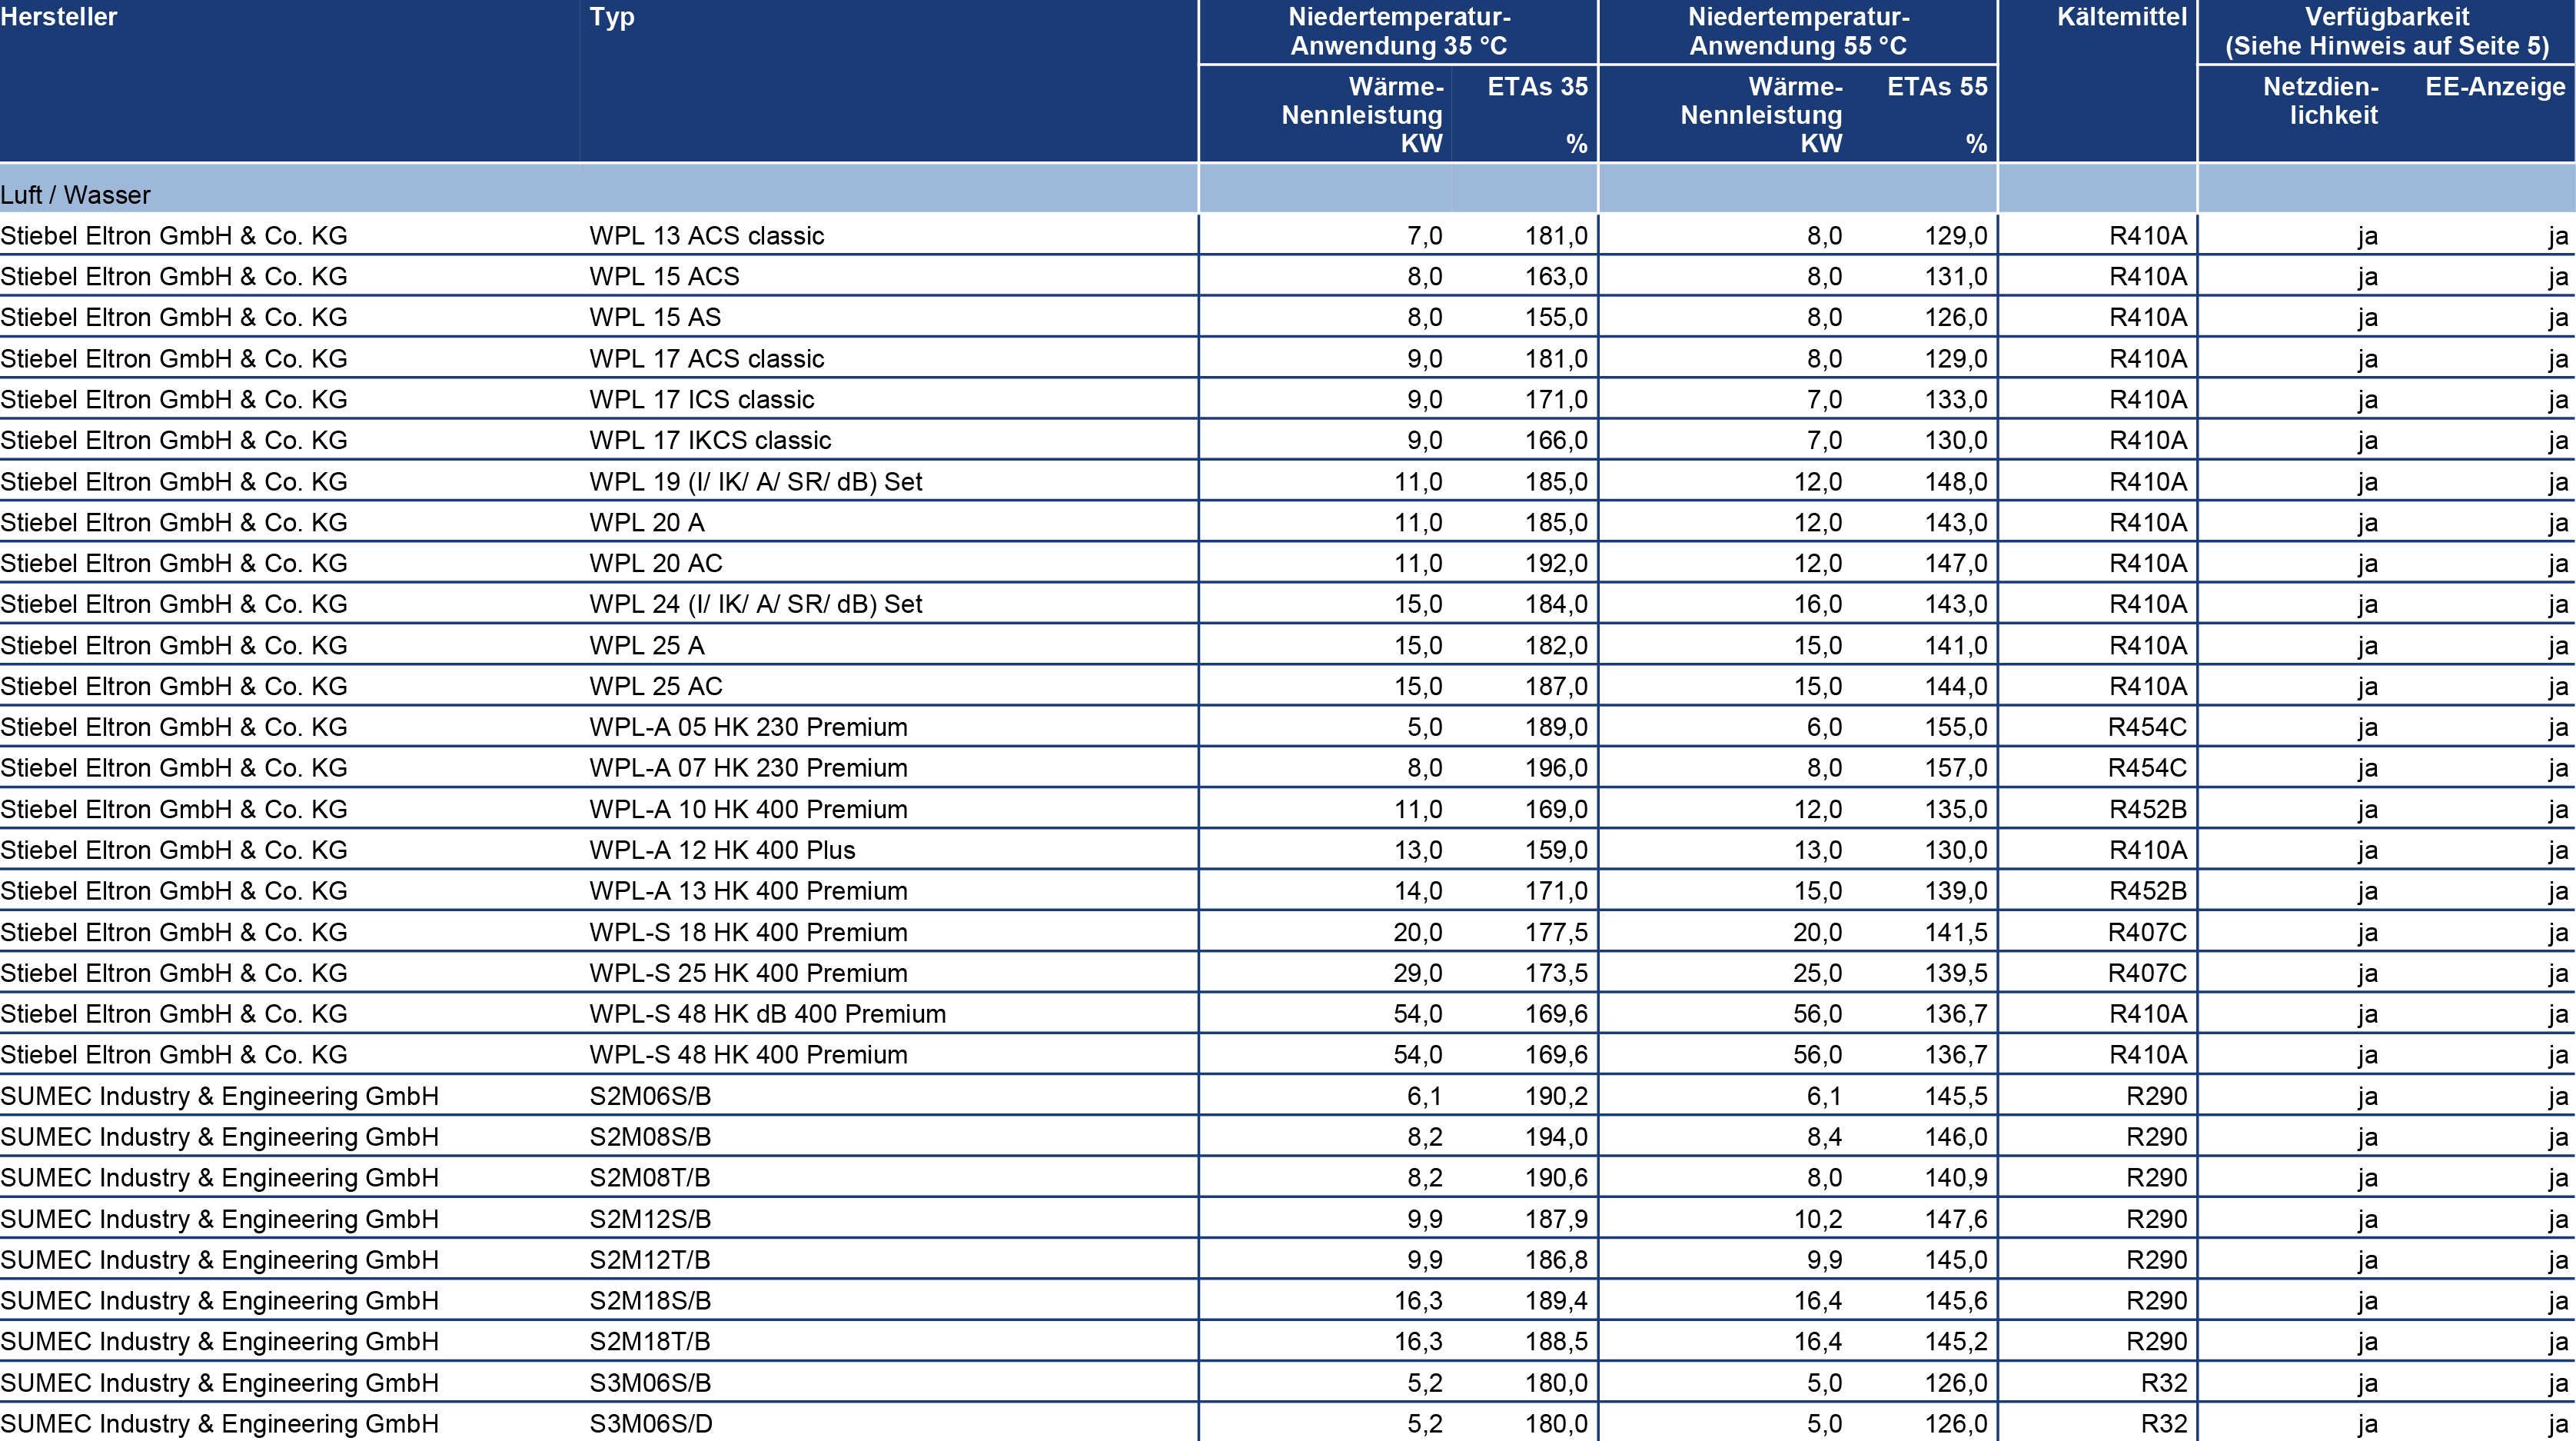 Hersteller Typ Niedertemperatur- Niedertemperatur- Kältemittel Verfügbarkeit
Anwendung 35 °C Anwendung 55 °C (Siehe Hinweis auf Seite 5)
Wärme- ETAs 35 Wärme- ETAs 55 Netzdien- EE-Anzeige
Nennleistung Nennleistung lichkeit
KW % KW %
Luft / Wasser
Stiebel Eltron GmbH & Co. KG WPL 13 ACS classic 7,0 181,0 8,0 129,0 R410A ja ja
Stiebel Eltron GmbH & Co. KG WPL 15 ACS 8,0 163,0 8,0 131,0 R410A ja ja
Stiebel Eltron GmbH & Co. KG WPL 15 AS 8,0 155,0 8,0 126,0 R410A ja ja
Stiebel Eltron GmbH & Co. KG WPL 17 ACS classic 9,0 181,0 8,0 129,0 R410A ja ja
Stiebel Eltron GmbH & Co. KG WPL 17 ICS classic 9,0 171,0 7,0 133,0 R410A ja ja
Stiebel Eltron GmbH & Co. KG WPL 17 IKCS classic 9,0 166,0 7,0 130,0 R410A ja ja
Stiebel Eltron GmbH & Co. KG WPL 19 (I/ IK/ A/ SR/ dB) Set 11,0 185,0 12,0 148,0 R410A ja ja
Stiebel Eltron GmbH & Co. KG WPL 20 A 11,0 185,0 12,0 143,0 R410A ja ja
Stiebel Eltron GmbH & Co. KG WPL 20 AC 11,0 192,0 12,0 147,0 R410A ja ja
Stiebel Eltron GmbH & Co. KG WPL 24 (I/ IK/ A/ SR/ dB) Set 15,0 184,0 16,0 143,0 R410A ja ja
Stiebel Eltron GmbH & Co. KG WPL 25 A 15,0 182,0 15,0 141,0 R410A ja ja
Stiebel Eltron GmbH & Co. KG WPL 25 AC 15,0 187,0 15,0 144,0 R410A ja ja
Stiebel Eltron GmbH & Co. KG WPL-A 05 HK 230 Premium 5,0 189,0 6,0 155,0 R454C ja ja
Stiebel Eltron GmbH & Co. KG WPL-A 07 HK 230 Premium 8,0 196,0 8,0 157,0 R454C ja ja
Stiebel Eltron GmbH & Co. KG WPL-A 10 HK 400 Premium 11,0 169,0 12,0 135,0 R452B ja ja
Stiebel Eltron GmbH & Co. KG WPL-A 12 HK 400 Plus 13,0 159,0 13,0 130,0 R410A ja ja
Stiebel Eltron GmbH & Co. KG WPL-A 13 HK 400 Premium 14,0 171,0 15,0 139,0 R452B ja ja
Stiebel Eltron GmbH & Co. KG WPL-S 18 HK 400 Premium 20,0 177,5 20,0 141,5 R407C ja ja
Stiebel Eltron GmbH & Co. KG WPL-S 25 HK 400 Premium 29,0 173,5 25,0 139,5 R407C ja ja
Stiebel Eltron GmbH & Co. KG WPL-S 48 HK dB 400 Premium 54,0 169,6 56,0 136,7 R410A ja ja
Stiebel Eltron GmbH & Co. KG WPL-S 48 HK 400 Premium 54,0 169,6 56,0 136,7 R410A ja ja
SUMEC Industry & Engineering GmbH S2M06S/B 6,1 190,2 6,1 145,5 R290 ja ja
SUMEC Industry & Engineering GmbH S2M08S/B 8,2 194,0 8,4 146,0 R290 ja ja
SUMEC Industry & Engineering GmbH S2M08T/B 8,2 190,6 8,0 140,9 R290 ja ja
SUMEC Industry & Engineering GmbH S2M12S/B 9,9 187,9 10,2 147,6 R290 ja ja
SUMEC Industry & Engineering GmbH S2M12T/B 9,9 186,8 9,9 145,0 R290 ja ja
SUMEC Industry & Engineering GmbH S2M18S/B 16,3 189,4 16,4 145,6 R290 ja ja
SUMEC Industry & Engineering GmbH S2M18T/B 16,3 188,5 16,4 145,2 R290 ja ja
SUMEC Industry & Engineering GmbH S3M06S/B 5,2 180,0 5,0 126,0 R32 ja ja
SUMEC Industry & Engineering GmbH S3M06S/D 5,2 180,0 5,0 126,0 R32 ja ja